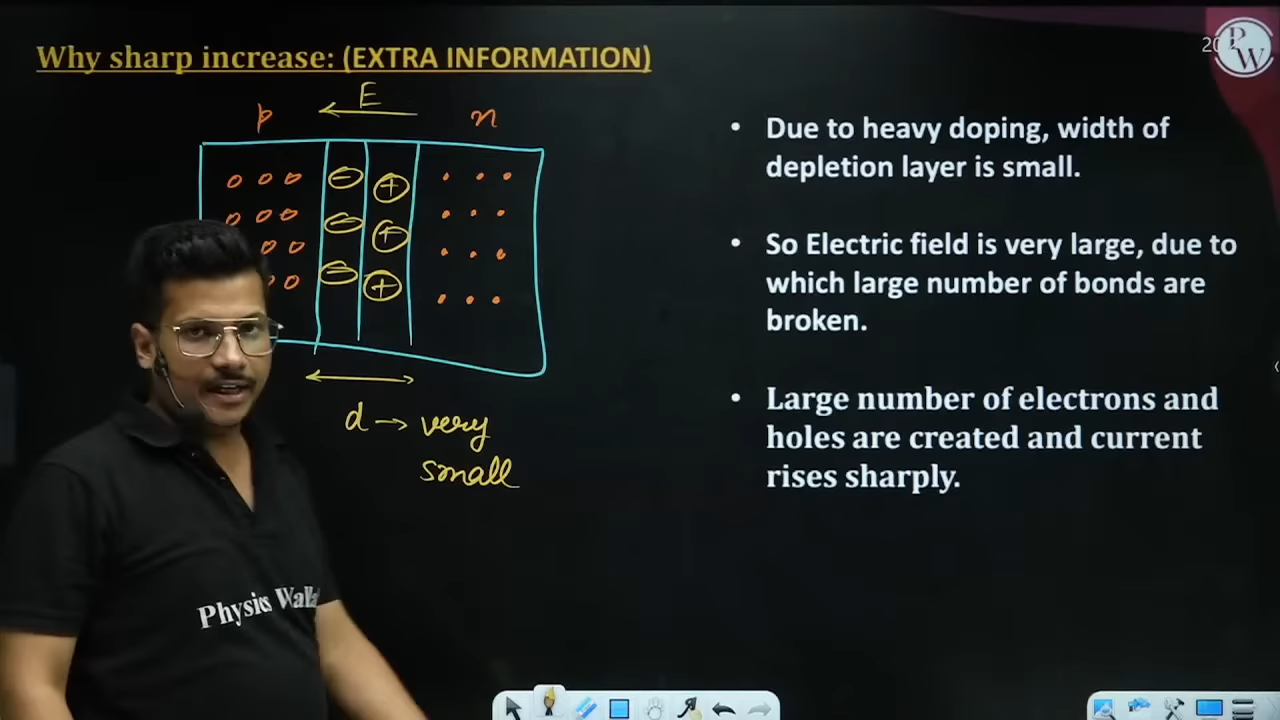 Why sharp increase: (EXTRA INFORMATION)
E
p
n
d → very
small
• Due to heavy doping, width of
depletion layer is small.
• So Electric field is very large, due to
which large number of bonds are
broken.
• Large number of electrons and
holes are created and current
rises sharply.
PW
Physics